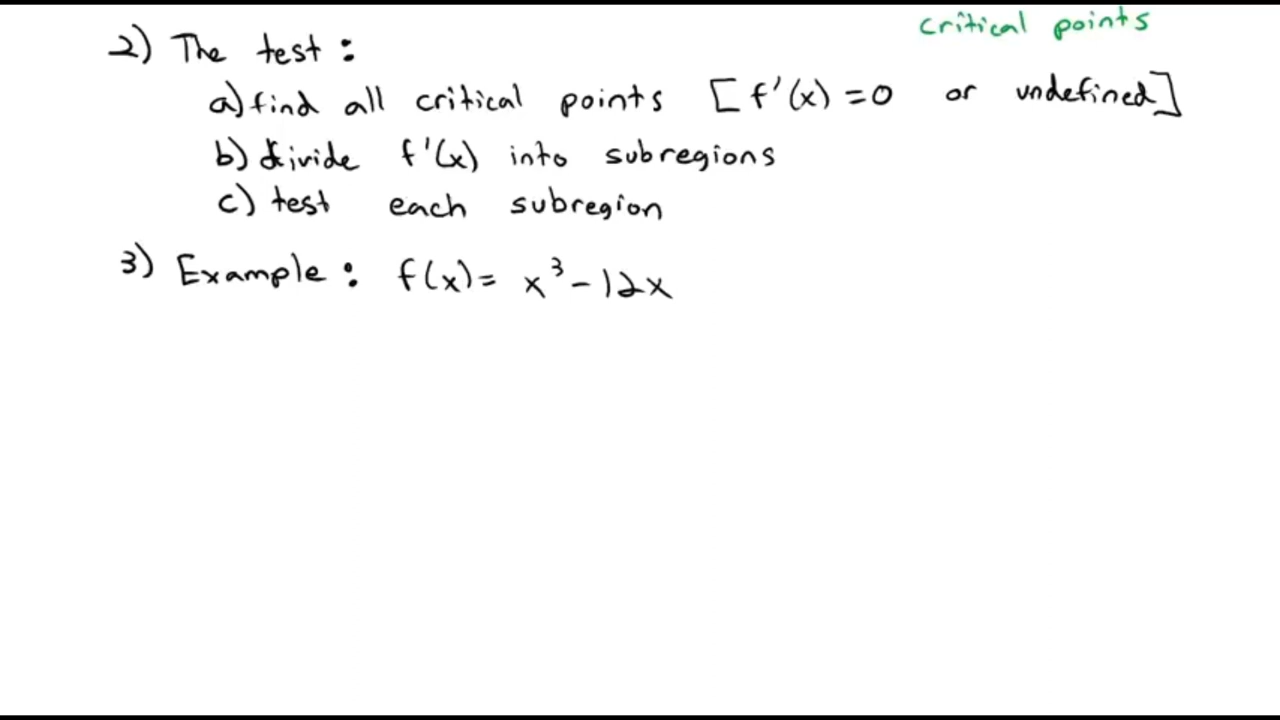 critical points
2) The test:
a) find all critical points [f'(x) = 0 or undefined]
b) divide f'(x) into subregions
c) test each subregion
3) Example: f(x) = x³ - 12x